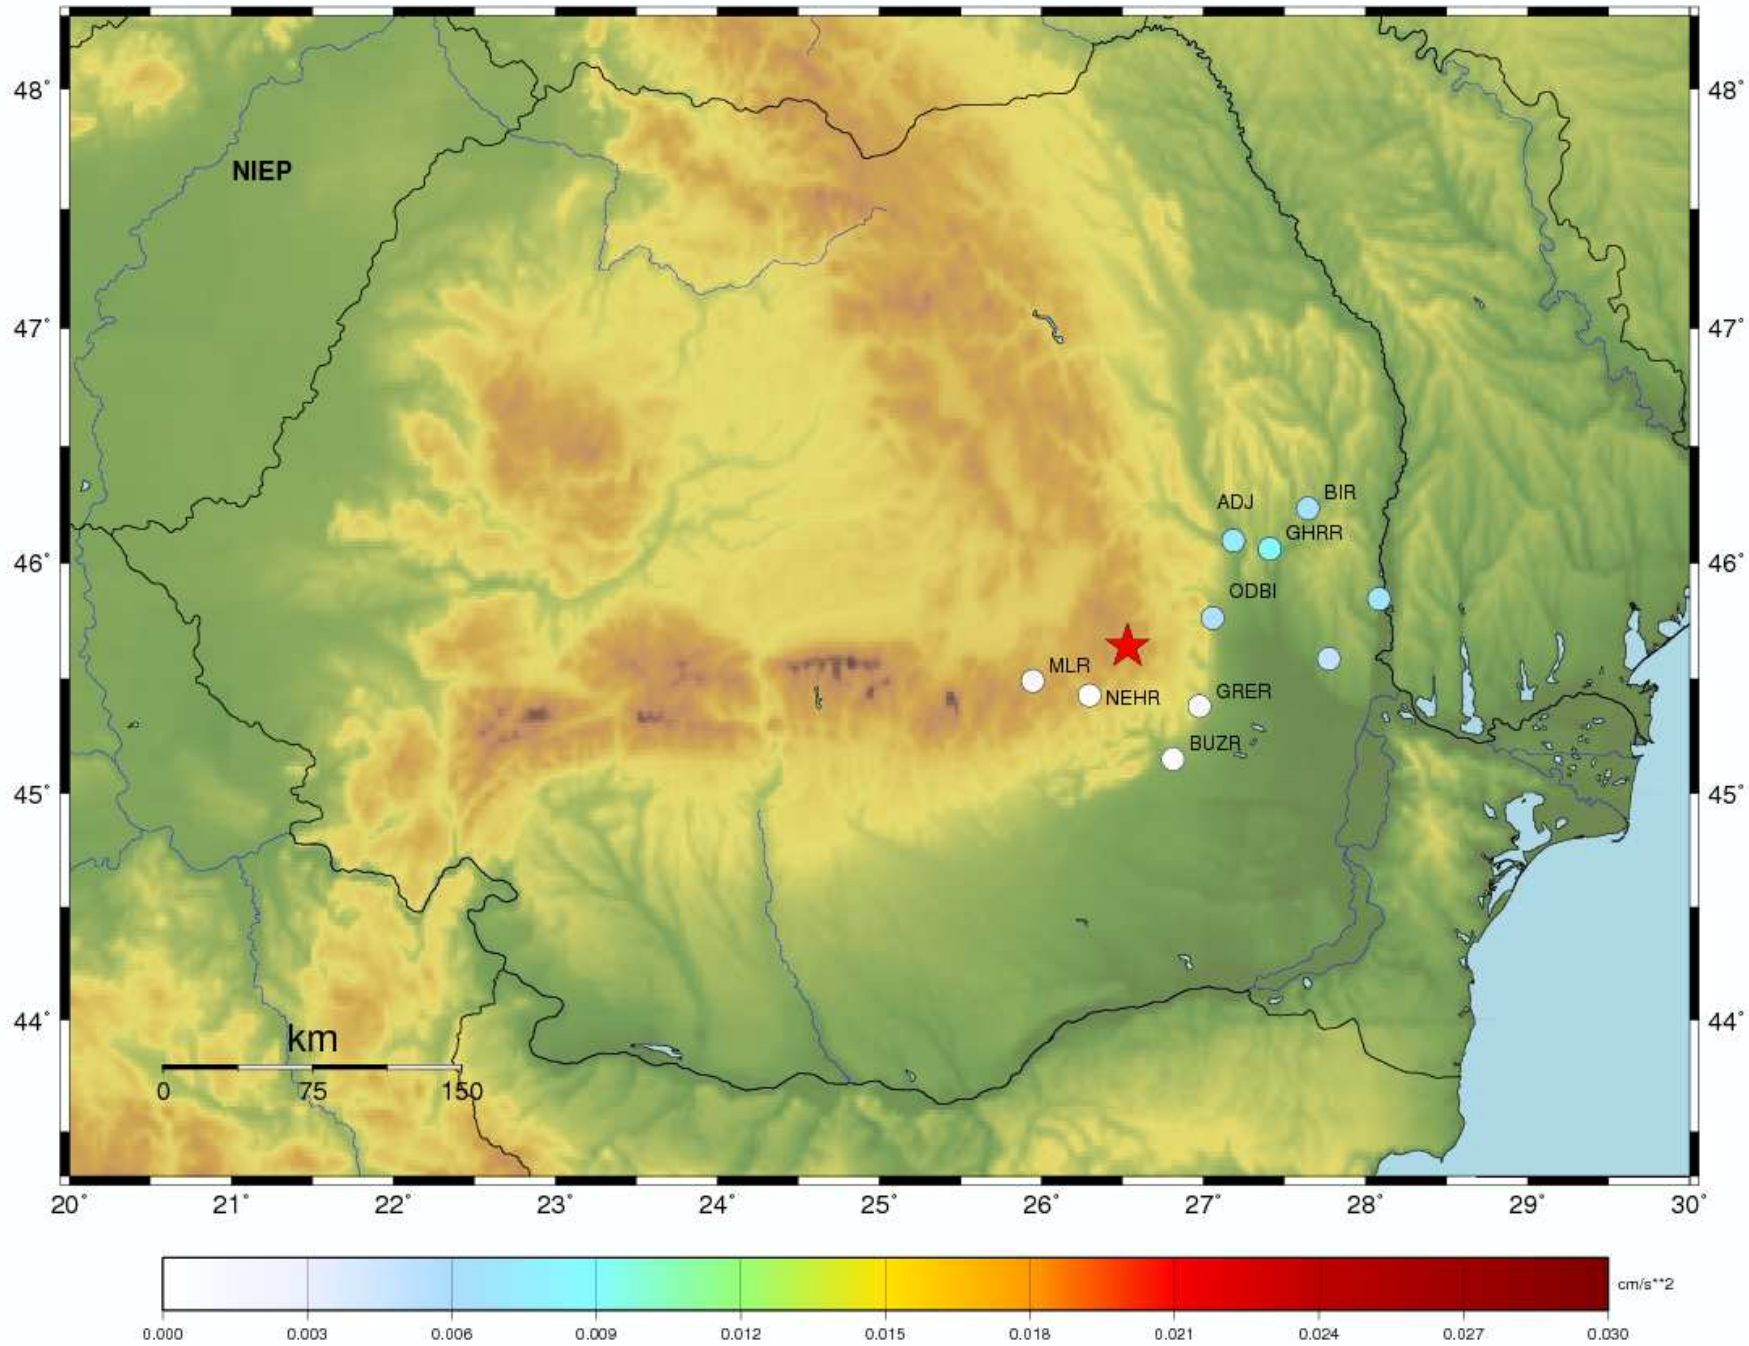 48°
48°
NIEP
47°
47°
BIR
ADJ
GHRR
46°
46°
ODBI
MLR
GRER
NEHR
BUZR
45°
45°
44°
44°
km
0 75 150
20° 21° 22° 23° 24° 25° 26° 27° 28° 29° 30°
cm/s**2
0.000 0.003 0.006 0.009 0.012 0.015 0.018 0.021 0.024 0.027 0.030